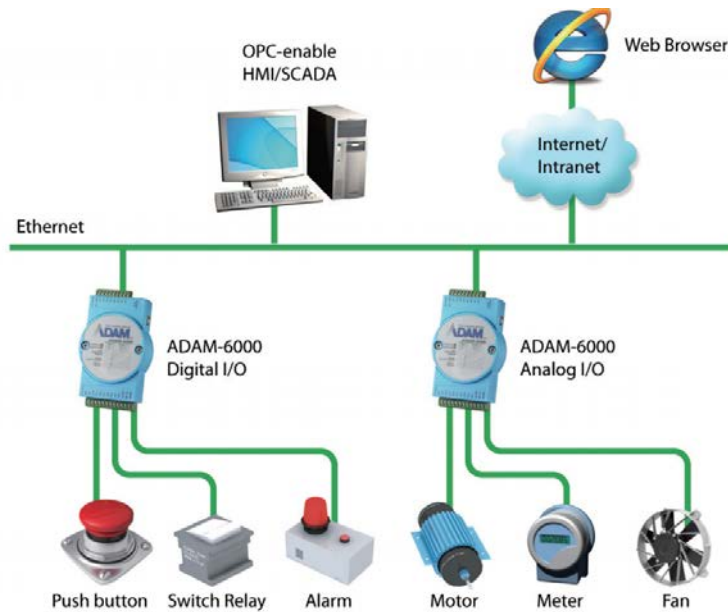 OPC-enable
HMI/SCADA
Web Browser
Internet/
Intranet
Ethernet
ADAM
ADAM-6000
Digital I/O
ADAM
ADAM-6000
Analog I/O
Push button
Switch Relay
Alarm
Motor
Meter
Fan